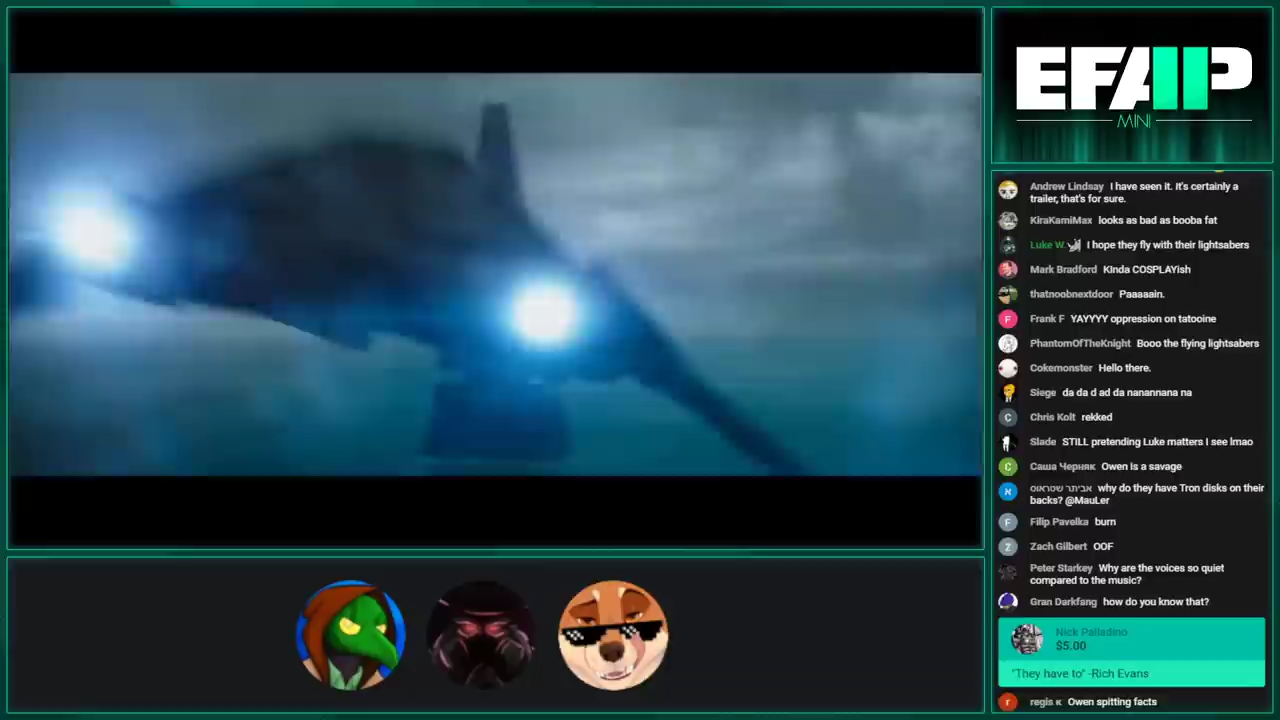 EFAP
MINI
Andrew Lindsay I have seen it. It's certainly a
trailer, that's for sure.
KiraKamiMax looks as bad as booba fat
Luke W. I hope they fly with their lightsabers
Mark Bradford KInda COSPLAYish
thatnoobnextdoor Paaaaain.
F Frank F YAYYYY oppression on tatooine
PhantomOfTheKnight Booo the flying lightsabers
Cokemonster Hello there.
Siege da da d ad da nanannana na
C Chris Kolt rekked
Slade STILL pretending Luke matters I see lmao
C Саша Черняк Owen is a savage
א אביתר שטראוס why do they have Tron disks on their
backs? @MauLer
F Filip Pavelka burn
Z Zach Gilbert OOF
Peter Starkey Why are the voices so quiet
compared to the music?
Gran Darkfang how do you know that?
Nick Palladino
$5.00
"They have to" -Rich Evans
r regis к Owen spitting facts